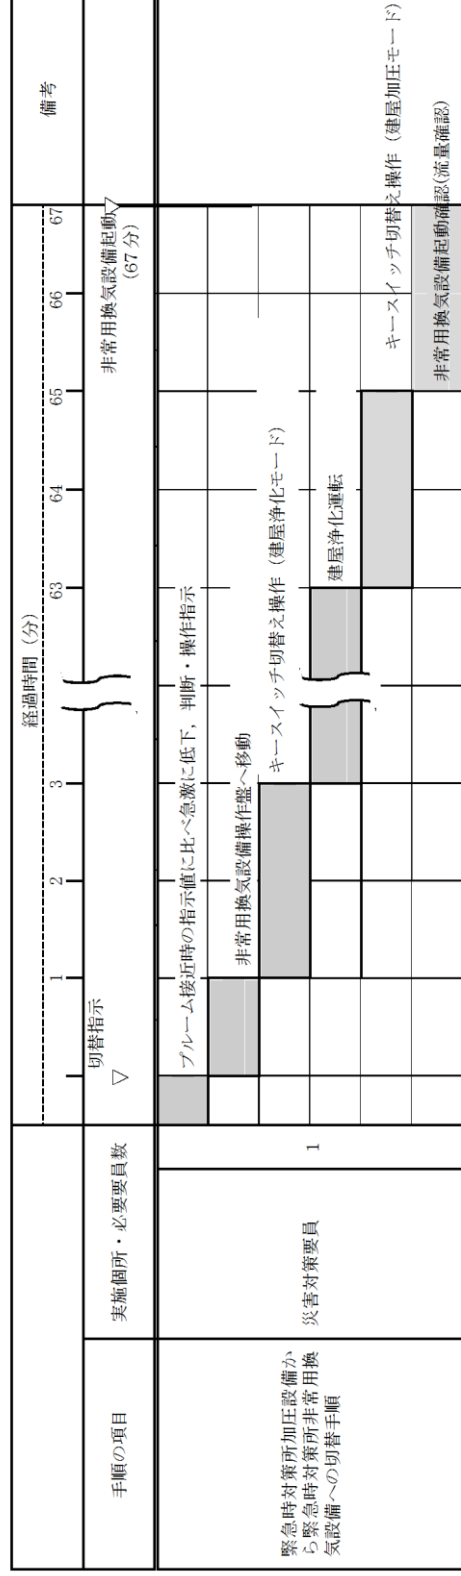 経過時間（分）
備考
1
2
3
63
64
65
66
67
手順の項目
実施個所・必要要員数
切替指示
▽
非常用換気設備起動
▽
(67 分)
緊急時対策所加圧設備か
ら緊急時対策所非常用換
気設備への切替手順
災害対策要員
1
プルーム接近時の指示値に比べ急激に低下，判断・操作指示
非常用換気設備操作盤へ移動
キースイッチ切替え操作（建屋浄化モード）
建屋浄化運転
キースイッチ切替え操作（建屋加圧モード）
非常用換気設備起動確認(流量確認)